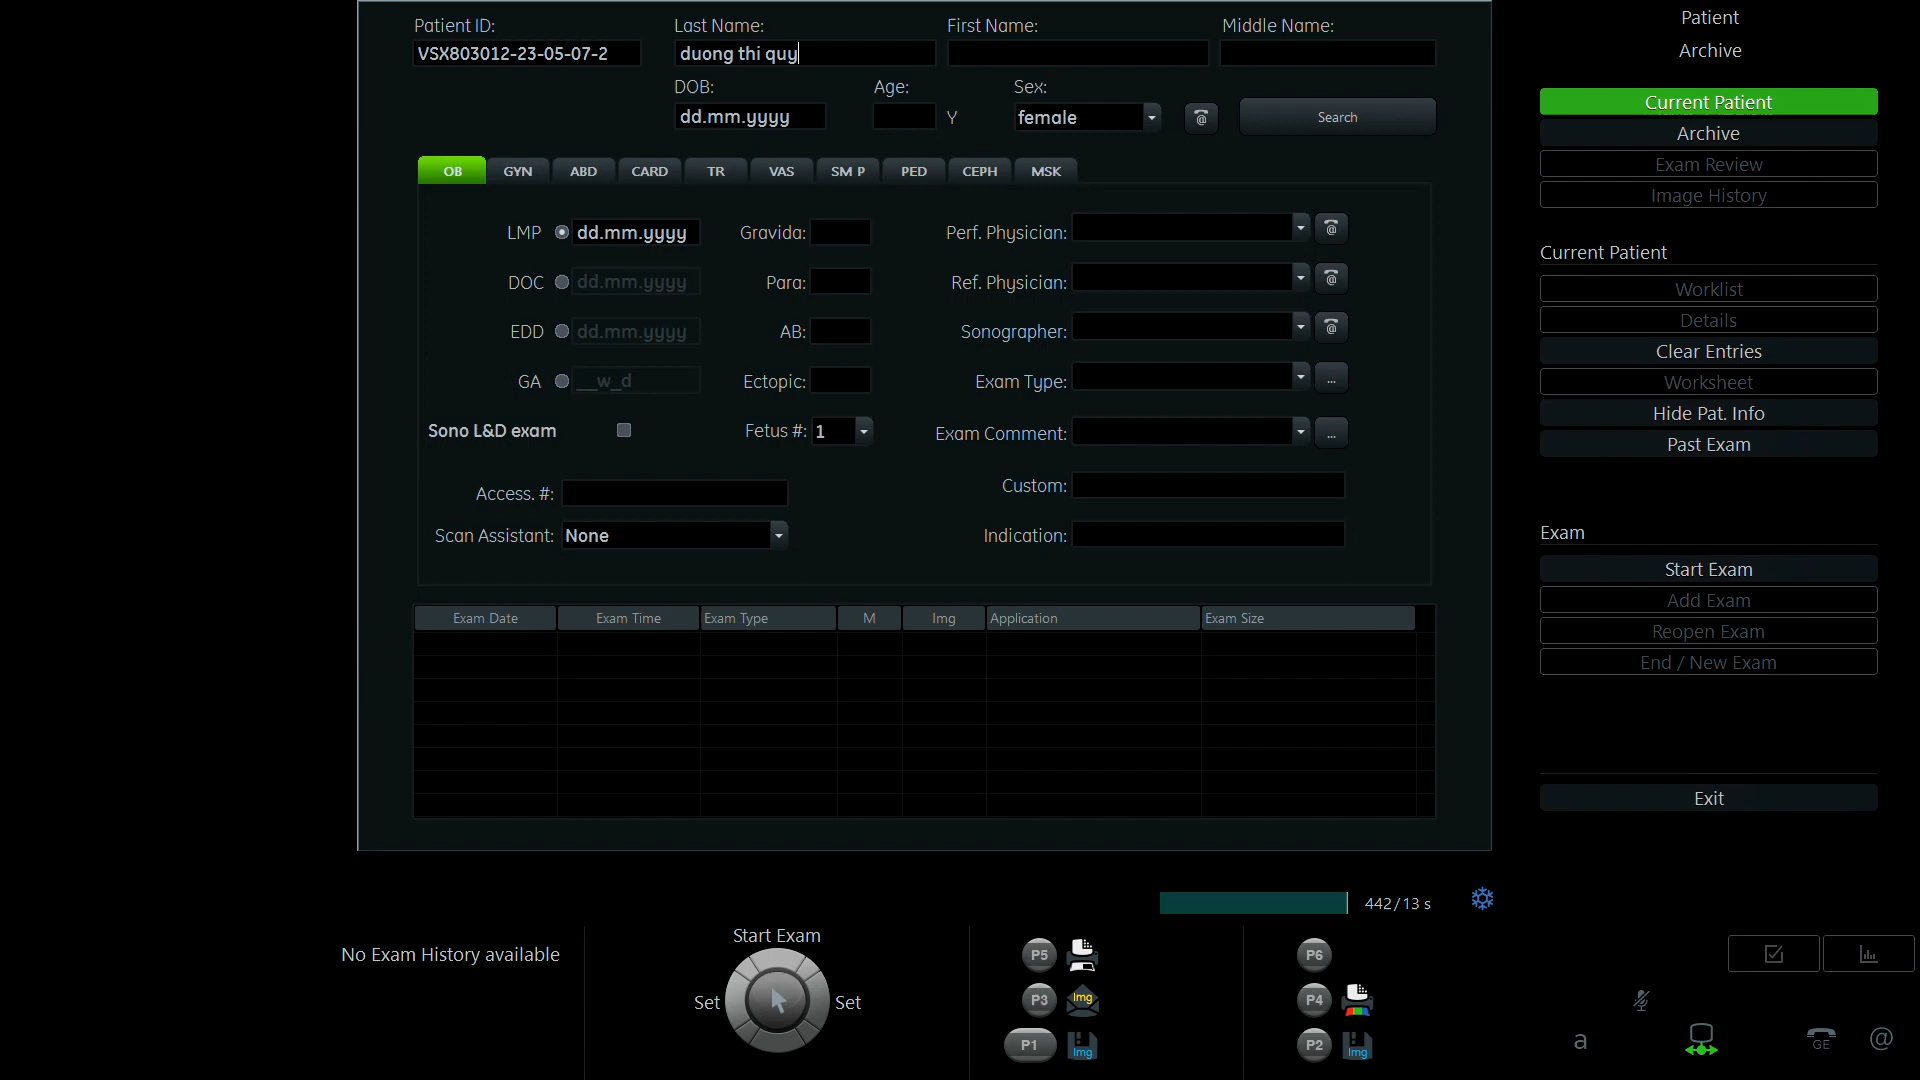 Patient ID: Last Name: First Name: Middle Name:
VSX803012-23-05-07-2 duong thi quy
DOB: Age: Sex:
dd.mm.yyyy Y female @ Search
OB GYN ABD CARD TR VAS SM P PED CEPH MSK
LMP dd.mm.yyyy Gravida: Perf. Physician: @
DOC dd.mm.yyyy Para: Ref. Physician: @
EDD dd.mm.yyyy AB: Sonographer: @
GA __w_d Ectopic: Exam Type: ...
Sono L&D exam Fetus #: 1 Exam Comment: ...
Access. #: Custom:
Scan Assistant: None Indication:
Exam Date Exam Time Exam Type M Img Application Exam Size
Patient
Archive
Current Patient
Archive
Exam Review
Image History
Current Patient
Worklist
Details
Clear Entries
Worksheet
Hide Pat. Info
Past Exam
Exam
Start Exam
Add Exam
Reopen Exam
End / New Exam
Exit
442/13 s
No Exam History available
Start Exam
Set Set
P5
P3 Img
P1 Img
P6
P4
P2 Img
a GE @